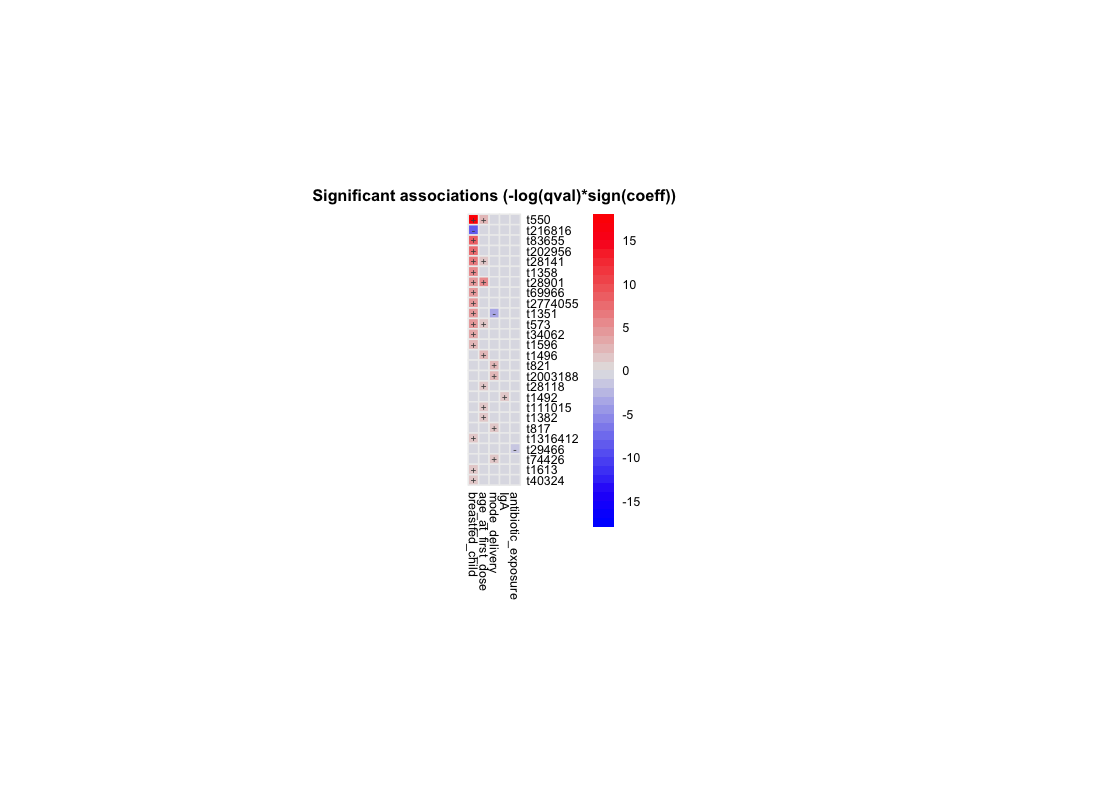 Significant associations (-log(qval)*sign(coeff))
+ + t550
- t216816
+ t83655
+ t202956
+ + t28141
+ t1358
+ + t28901
+ t69966
+ t2774055
+ - t1351
+ + t573
+ t34062
+ t1596
+ t1496
+ t821
+ t2003188
+ t28118
+ t1492
+ t111015
+ t1382
+ t817
+ t1316412
- t29466
+ t74426
+ t1613
+ t40324
15
10
5
0
-5
-10
-15
breastfed_child
age_at_first_dose
mode_delivery
IgA
antibiotic_exposure